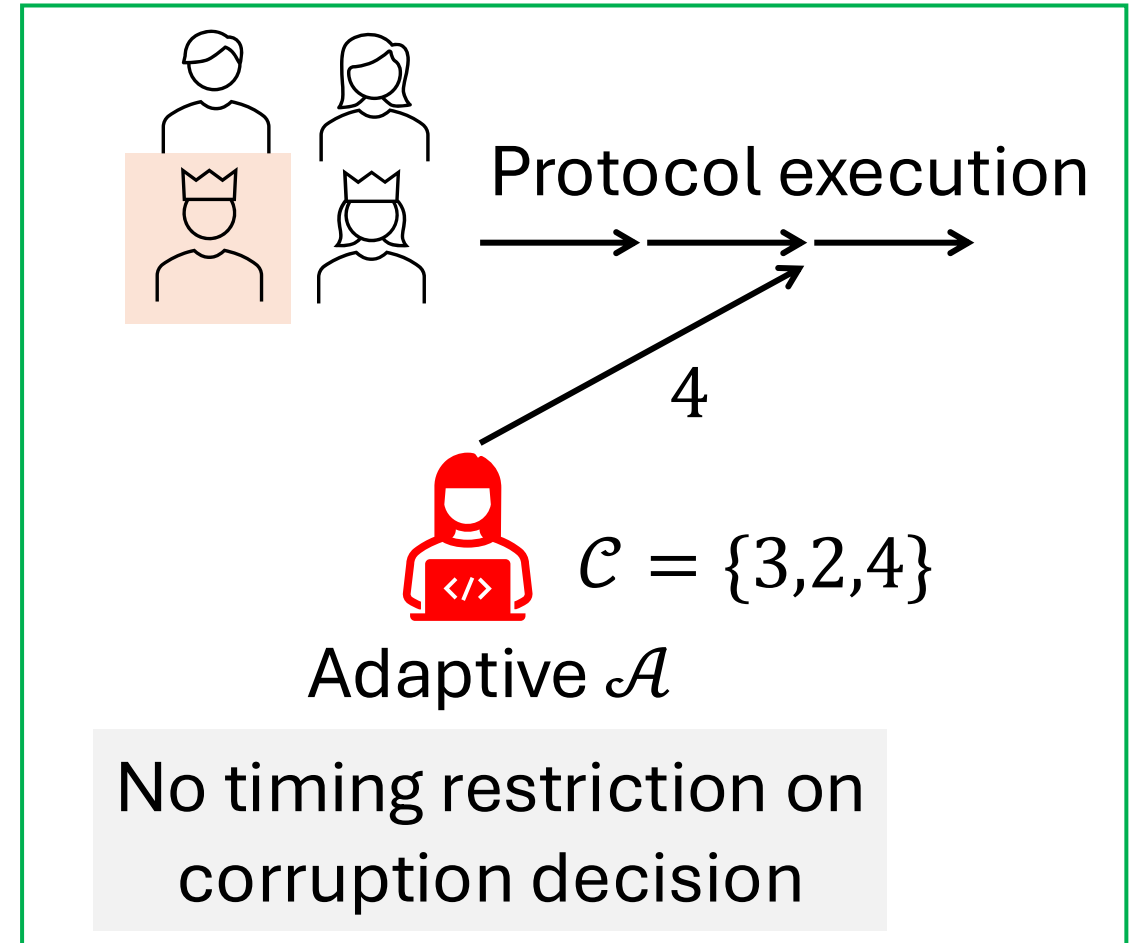 Protocol execution
4
</>
𝒞 = {3,2,4}
Adaptive 𝒜
No timing restriction on
corruption decision